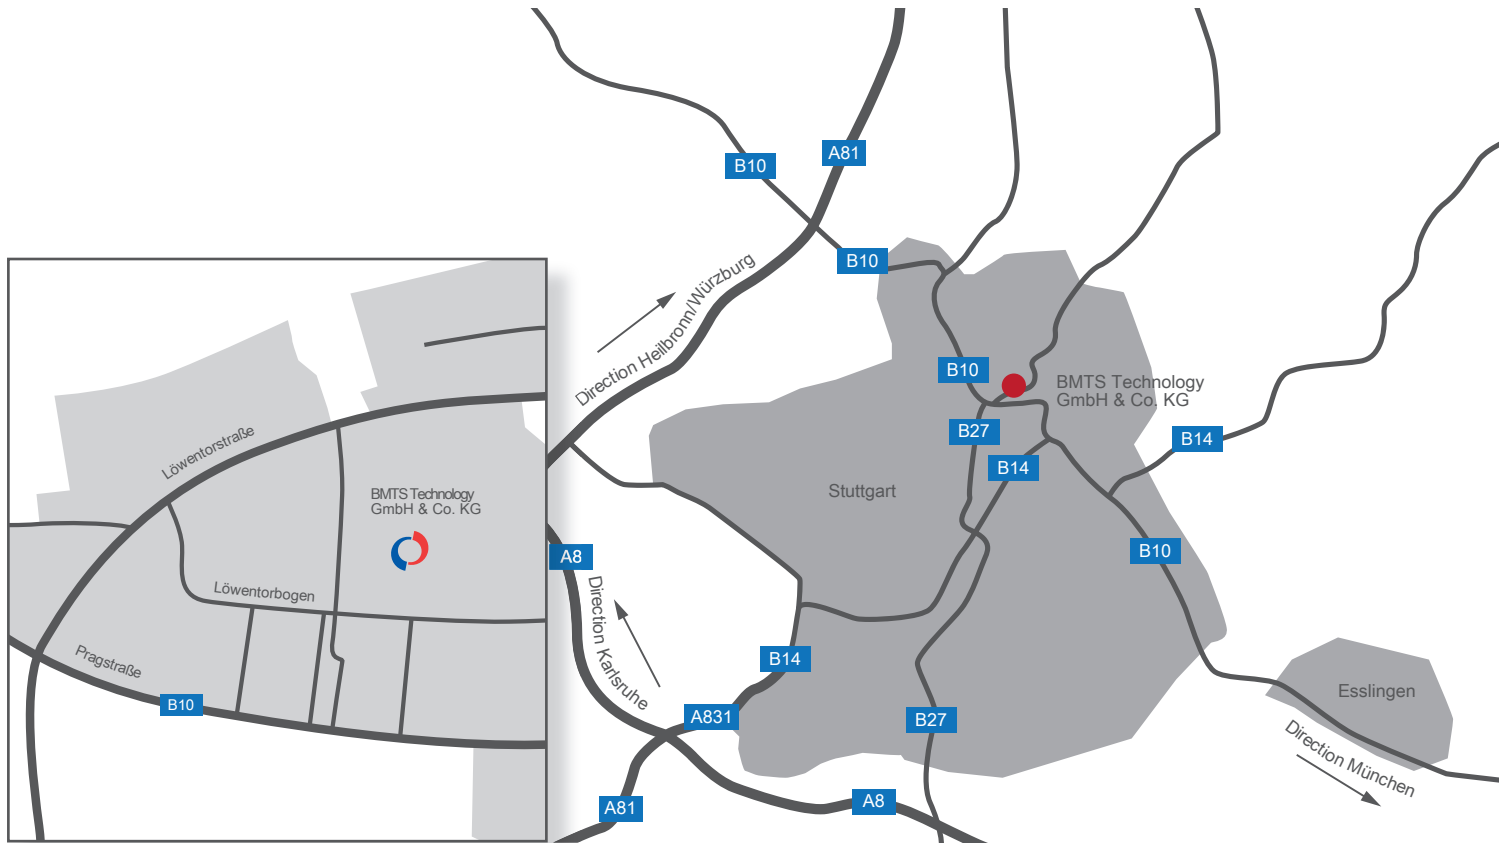 B10
A81
B10
Direction Heilbronn/Würzburg
B10
BMTS Technology
GmbH & Co. KG
B27
B14
B14
Stuttgart
B10
A8
Direction Karlsruhe
B14
A831
B27
A81
A8
Esslingen
Direction München
Löwentorstraße
BMTS Technology
GmbH & Co. KG
Löwentorbogen
Pragstraße
B10